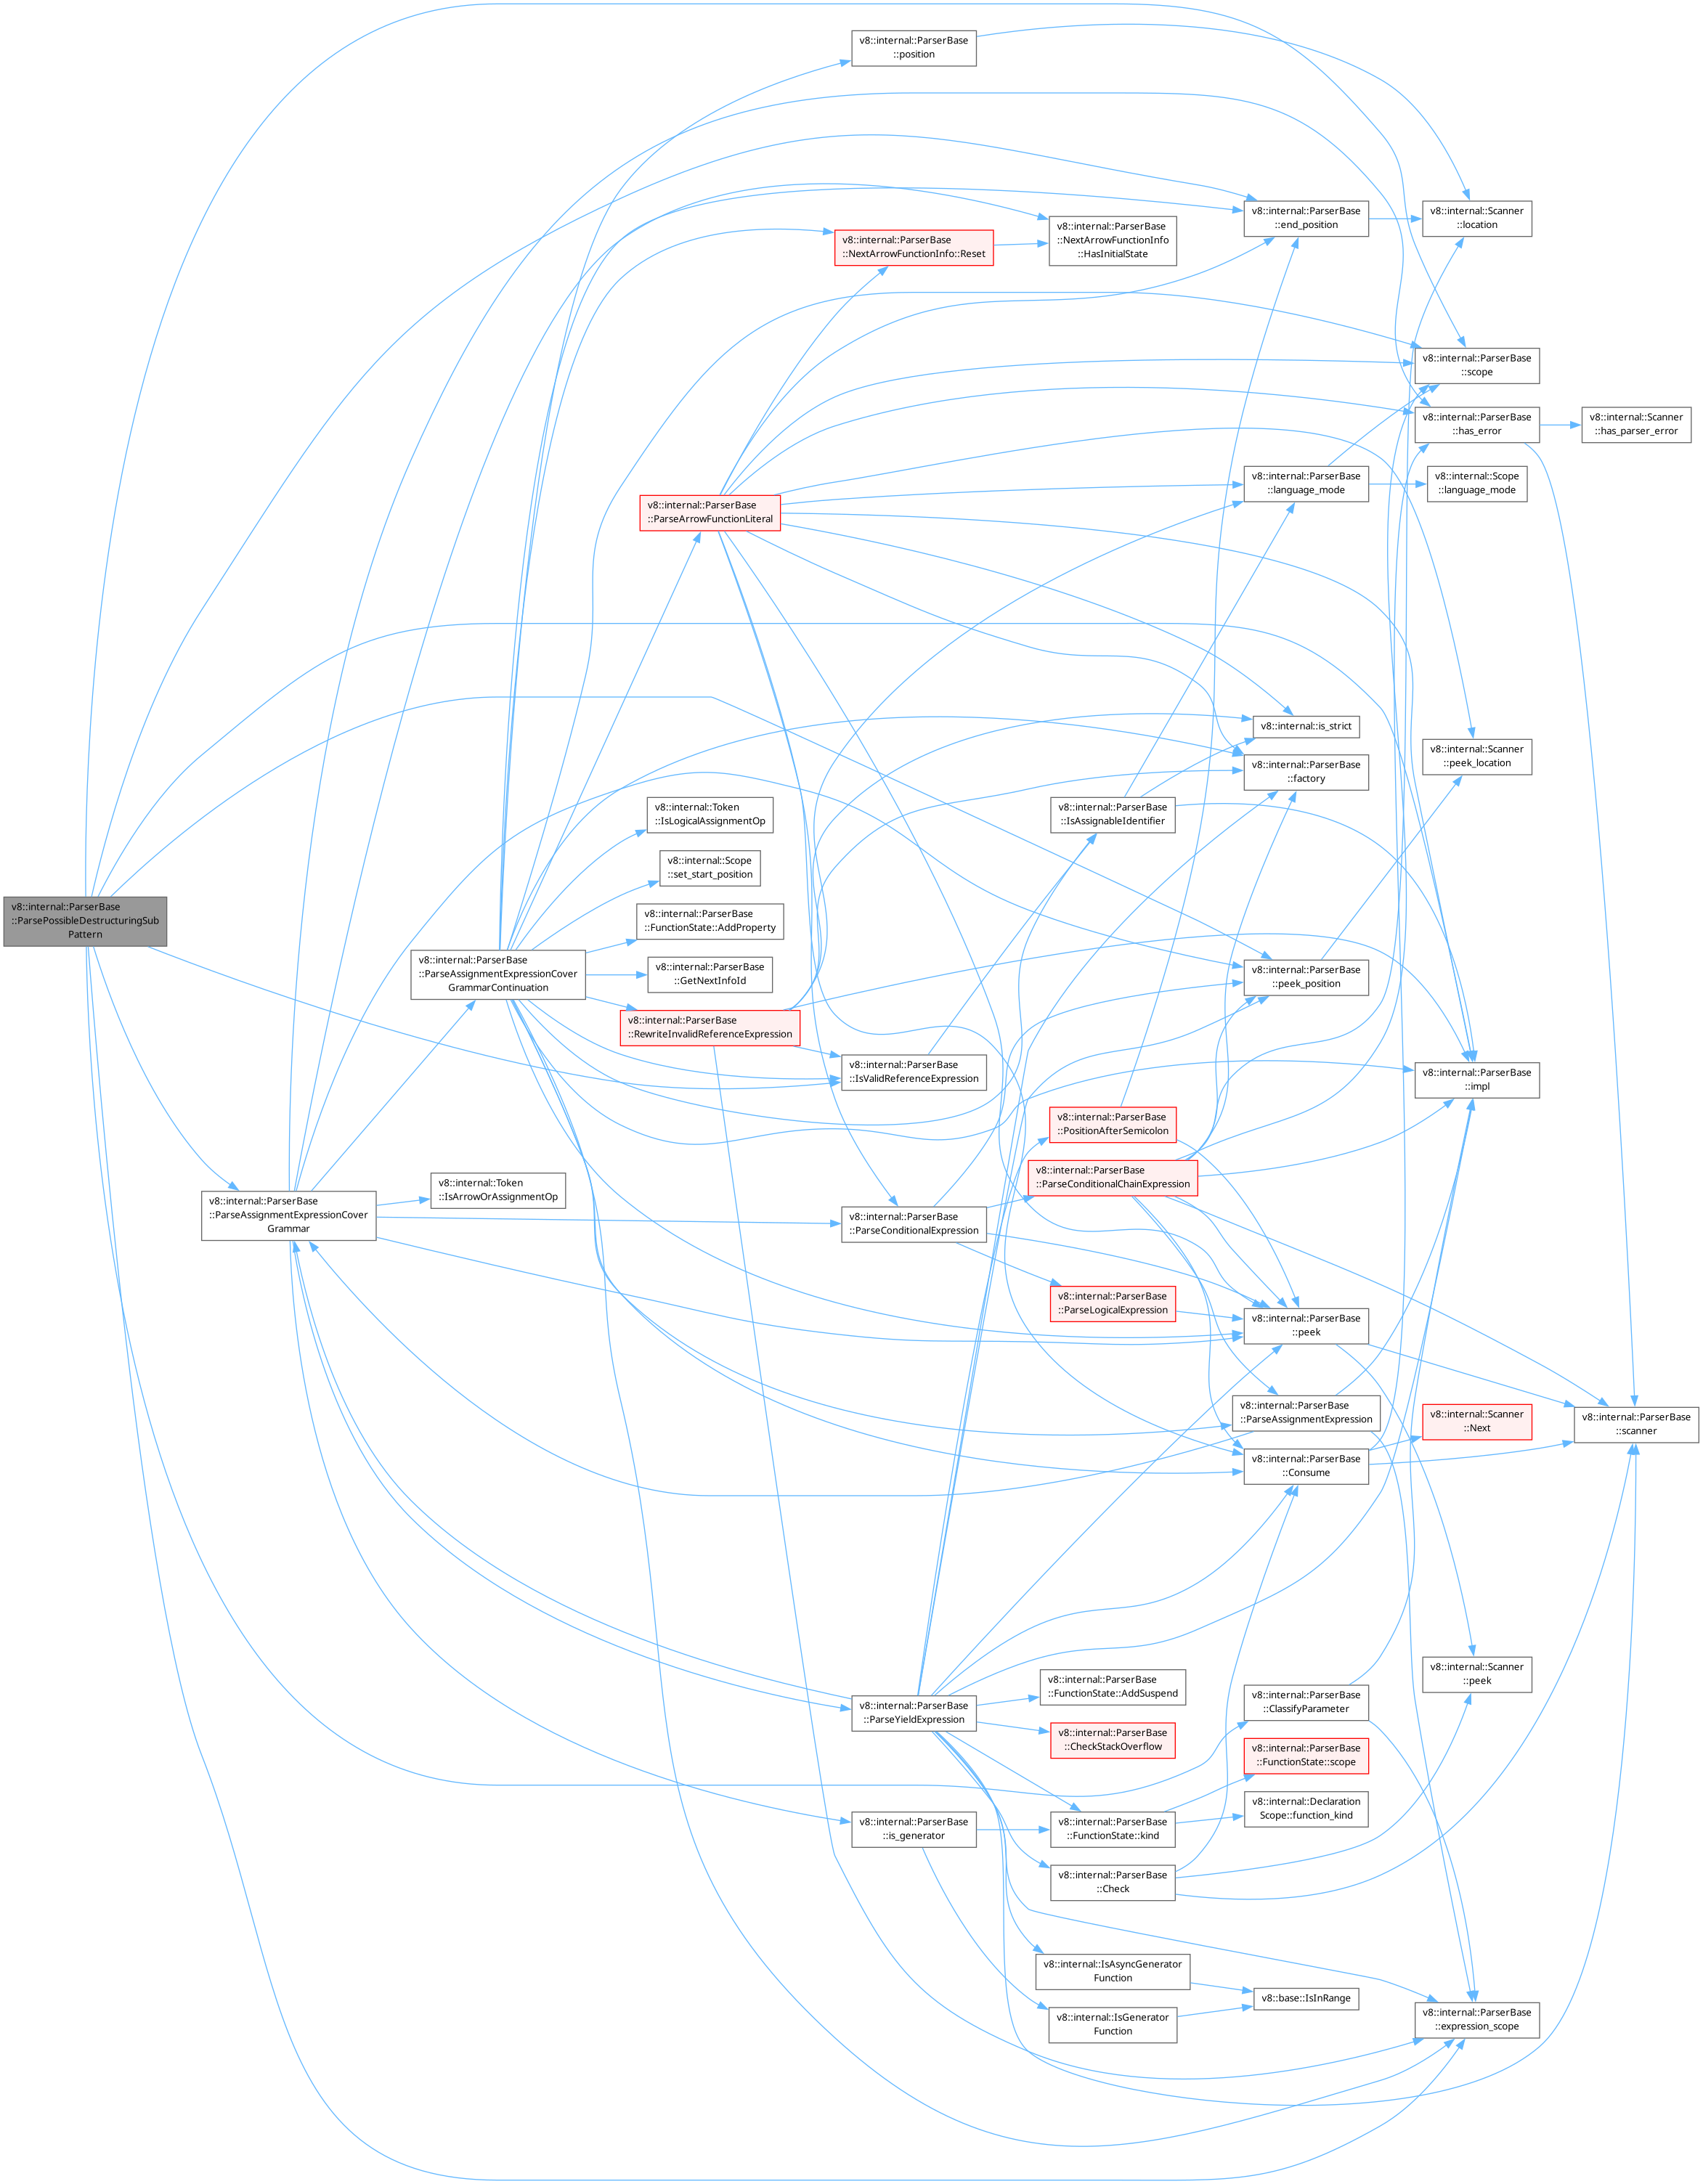 v8::internal::ParserBase
::position
v8::internal::ParserBase
::end_position
v8::internal::Scanner
::location
v8::internal::ParserBase
::NextArrowFunctionInfo::Reset
v8::internal::ParserBase
::NextArrowFunctionInfo
::HasInitialState
v8::internal::ParserBase
::scope
v8::internal::ParserBase
::has_error
v8::internal::Scanner
::has_parser_error
v8::internal::ParserBase
::language_mode
v8::internal::Scope
::language_mode
v8::internal::ParserBase
::ParseArrowFunctionLiteral
v8::internal::is_strict
v8::internal::Scanner
::peek_location
v8::internal::ParserBase
::factory
v8::internal::Token
::IsLogicalAssignmentOp
v8::internal::ParserBase
::IsAssignableIdentifier
v8::internal::Scope
::set_start_position
v8::internal::ParserBase
::ParsePossibleDestructuringSub
Pattern
v8::internal::ParserBase
::FunctionState::AddProperty
v8::internal::ParserBase
::ParseAssignmentExpressionCover
GrammarContinuation
v8::internal::ParserBase
::GetNextInfoId
v8::internal::ParserBase
::peek_position
v8::internal::ParserBase
::RewriteInvalidReferenceExpression
v8::internal::ParserBase
::IsValidReferenceExpression
v8::internal::ParserBase
::impl
v8::internal::ParserBase
::PositionAfterSemicolon
v8::internal::ParserBase
::ParseConditionalChainExpression
v8::internal::Token
::IsArrowOrAssignmentOp
v8::internal::ParserBase
::ParseAssignmentExpressionCover
Grammar
v8::internal::ParserBase
::ParseConditionalExpression
v8::internal::ParserBase
::ParseLogicalExpression
v8::internal::ParserBase
::peek
v8::internal::ParserBase
::ParseAssignmentExpression
v8::internal::Scanner
::Next
v8::internal::ParserBase
::scanner
v8::internal::ParserBase
::Consume
v8::internal::ParserBase
::ParseYieldExpression
v8::internal::ParserBase
::FunctionState::AddSuspend
v8::internal::ParserBase
::ClassifyParameter
v8::internal::Scanner
::peek
v8::internal::ParserBase
::CheckStackOverflow
v8::internal::ParserBase
::FunctionState::scope
v8::internal::ParserBase
::is_generator
v8::internal::ParserBase
::FunctionState::kind
v8::internal::Declaration
Scope::function_kind
v8::internal::ParserBase
::Check
v8::internal::IsAsyncGenerator
Function
v8::base::IsInRange
v8::internal::IsGenerator
Function
v8::internal::ParserBase
::expression_scope